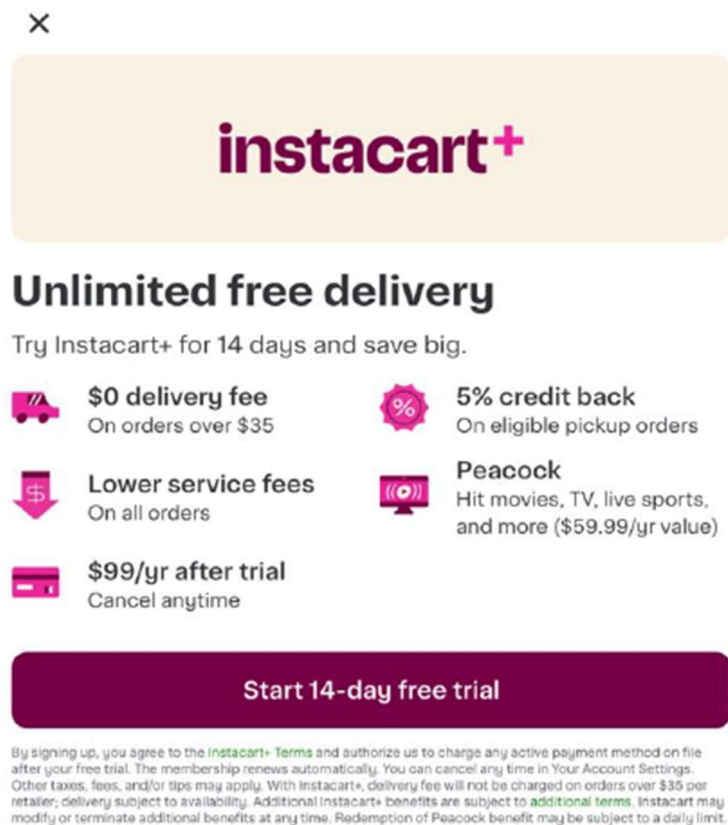 instacart+
Unlimited free delivery
Try Instacart+ for 14 days and save big.
$0 delivery fee
On orders over $35
5% credit back
On eligible pickup orders
Lower service fees
On all orders
Peacock
Hit movies, TV, live sports,
and more ($59.99/yr value)
$99/yr after trial
Cancel anytime
Start 14-day free trial
By signing up, you agree to the Instacart+ Terms and authorize us to charge any active payment method on file
after your free trial. The membership renews automatically. You can cancel any time in Your Account Settings.
Other taxes, fees, and/or tips may apply. With Instacart+, delivery fee will not be charged on orders over $35 per
retailer; delivery subject to availability. Additional Instacart+ benefits are subject to additional terms. Instacart may
modify or terminate additional benefits at any time. Redemption of Peacock benefit may be subject to a daily limit.